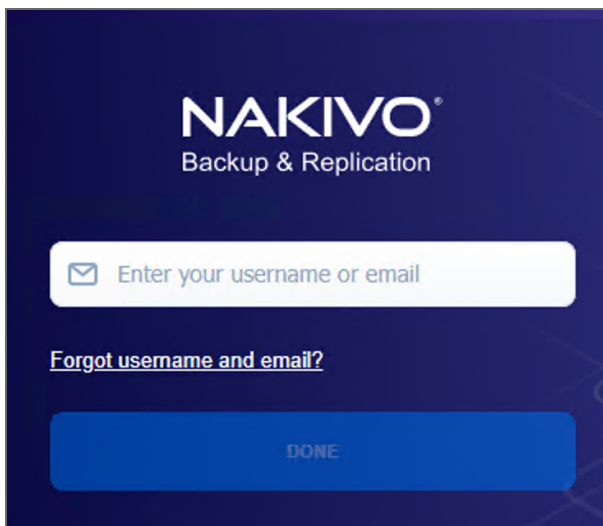 NAKIVO®
Backup & Replication
Enter your username or email
Forgot username and email?
DONE